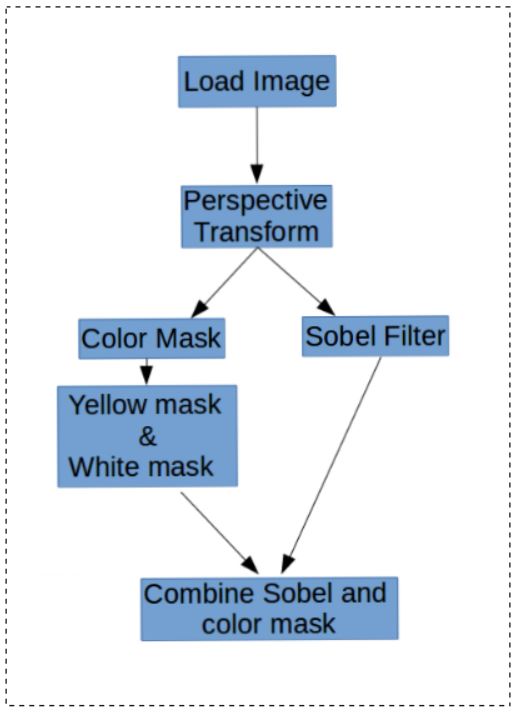 Load Image
Perspective
Transform
Color Mask
Sobel Filter
Yellow mask
&
White mask
Combine Sobel and
color mask